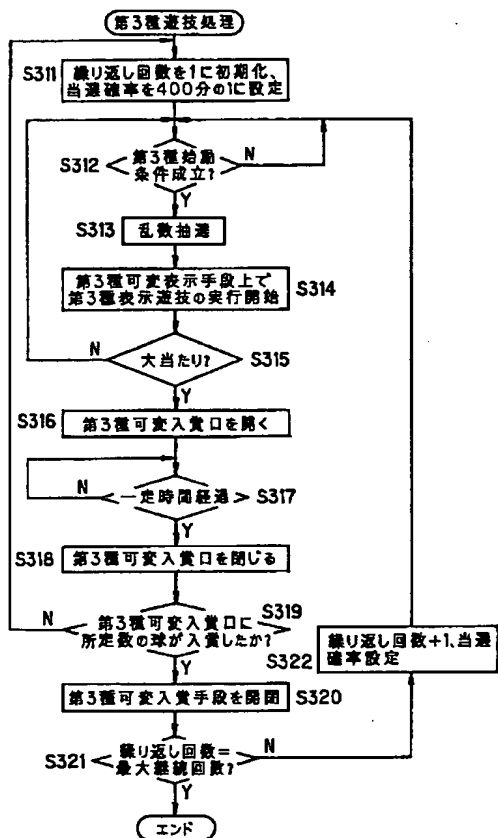 第3種遊技処理
S311
繰り返し回数を1に初期化、
当選確率を400分の1に設定
S312
第3種始動
条件成立?
N
Y
S313
乱数抽選
第3種可変表示手段上で
第3種表示遊技の実行開始
S314
N
大当たり?
S315
Y
S316
第3種可変入賞口を開く
N
一定時間経過
S317
Y
S318
第3種可変入賞口を閉じる
S319
N
第3種可変入賞口に
所定数の球が入賞したか?
Y
繰り返し回数+1、当選
確率設定
S322
第3種可変入賞手段を開閉
S320
S321
繰り返し回数=
最大継続回数?
N
Y
エンド